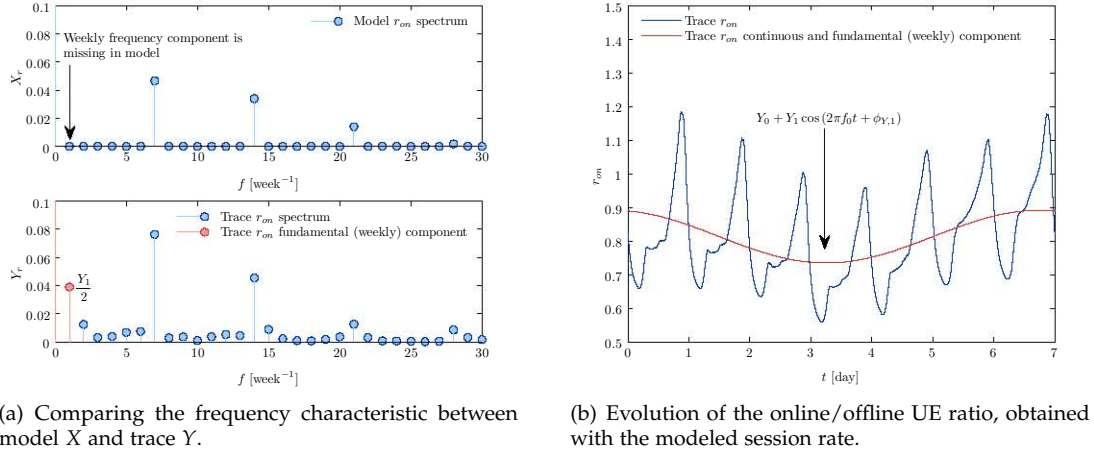 0.1
0.08
0.06
0.04
0.02
0
X_r
Model r_on spectrum
Weekly frequency component is
missing in model
0 5 10 15 20 25 30
f [week⁻¹]
0.1
0.08
0.06
0.04
0.02
0
Y_r
Trace r_on spectrum
Trace r_on fundamental (weekly) component
Y_1
2
0 5 10 15 20 25 30
f [week⁻¹]
(a) Comparing the frequency characteristic between
model X and trace Y.
1.5
1.4
1.3
1.2
1.1
1
0.9
0.8
0.7
0.6
0.5
r_on
Trace r_on
Trace r_on continuous and fundamental (weekly) component
Y_0 + Y_1 cos (2πf_0t + ϕ_Y,1)
0 1 2 3 4 5 6 7
t [day]
(b) Evolution of the online/offline UE ratio, obtained
with the modeled session rate.